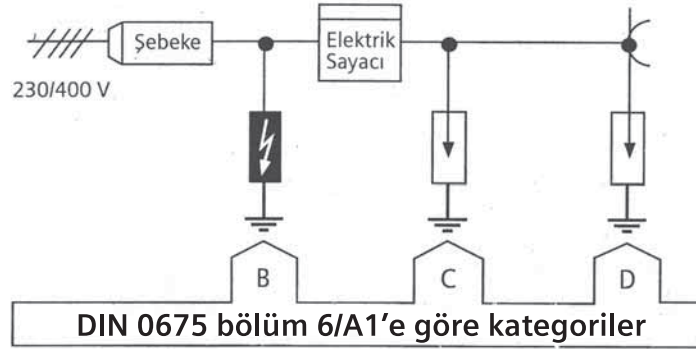 Şebeke
Elektrik
Sayacı
230/400 V
B
C
D
DIN 0675 bölüm 6/A1’e göre kategoriler